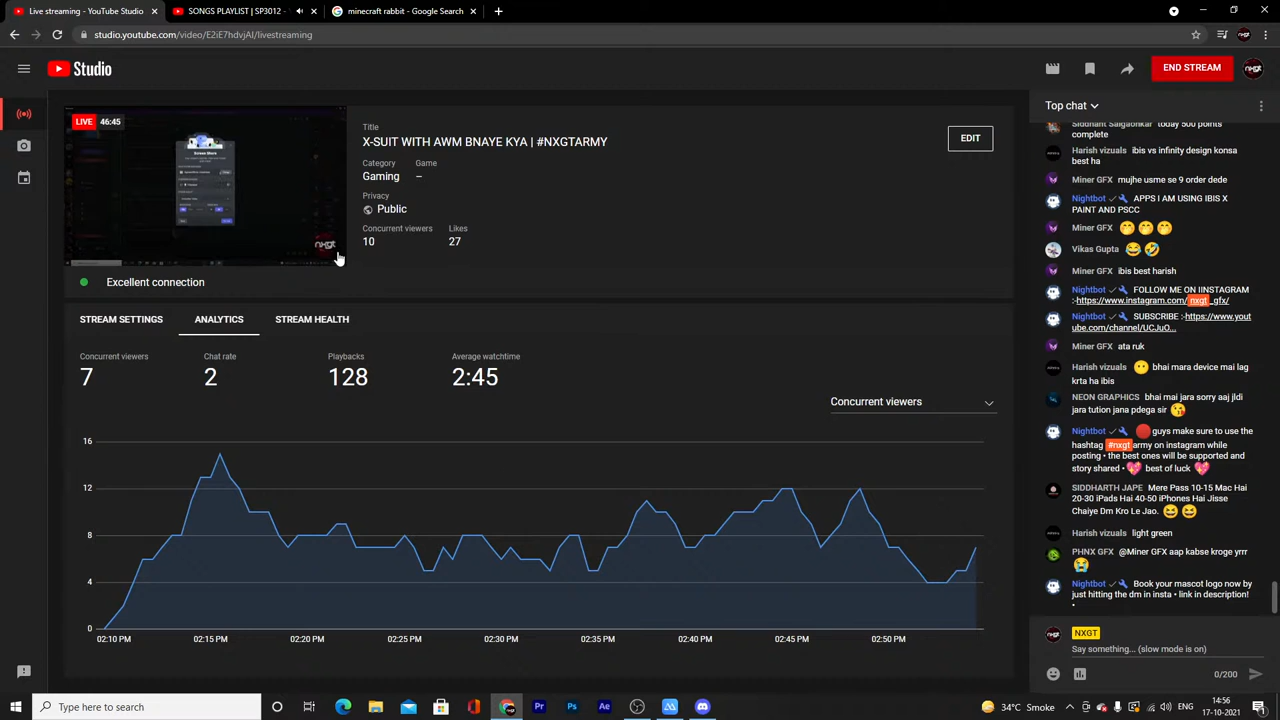 Live streaming - YouTube Studio
SONGS PLAYLIST | SP3012 -
minecraft rabbit - Google Search
studio.youtube.com/video/E2iE7hdvjAI/livestreaming
Studio
END STREAM
LIVE 46:45
NXGT
Title
X-SUIT WITH AWM BNAYE KYA | #NXGTARMY
Category Game
Gaming –
Privacy
Public
Concurrent viewers Likes
10 27
EDIT
Excellent connection
STREAM SETTINGS ANALYTICS STREAM HEALTH
Concurrent viewers Chat rate Playbacks Average watchtime
7 2 128 2:45
Concurrent viewers
16
12
8
4
0
02:10 PM 02:15 PM 02:20 PM 02:25 PM 02:30 PM 02:35 PM 02:40 PM 02:45 PM 02:50 PM
Top chat
Siddhant Salgaonkar today 500 points
complete
Harish vizuals ibis vs infinity design konsa
best ha
Miner GFX mujhe usme se 9 order dede
Nightbot APPS I AM USING IBIS X
PAINT AND PSCC
Miner GFX 🤭🤭🤭
Vikas Gupta 😂🤣
Miner GFX ibis best harish
Nightbot FOLLOW ME ON IINSTAGRAM
:-https://www.instagram.com/nxgt_gfx/
Nightbot SUBSCRIBE :-https://www.yout
ube.com/channel/UCJuO...
Miner GFX ata ruk
Harish vizuals 😶 bhai mara device mai lag
krta ha ibis
NEON GRAPHICS bhai mai jara sorry aaj jldi
jara tution jana pdega sir 😘
Nightbot 🔴 guys make sure to use the
hashtag #nxgtarmy on instagram while
posting • the best ones will be supported and
story shared • 💖 best of luck 💖
SIDDHARTH JAPE Mere Pass 10-15 Mac Hai
20-30 iPads Hai 40-50 iPhones Hai Jisse
Chaiye Dm Kro Le Jao. 😆😆
Harish vizuals light green
PHNX GFX @Miner GFX aap kabse kroge yrrr
😭
Nightbot Book your mascot logo now by
just hitting the dm in insta • link in description!
•
NXGT
Say something... (slow mode is on)
0/200
Type here to search
34°C Smoke
ENG
14:56
17-10-2021